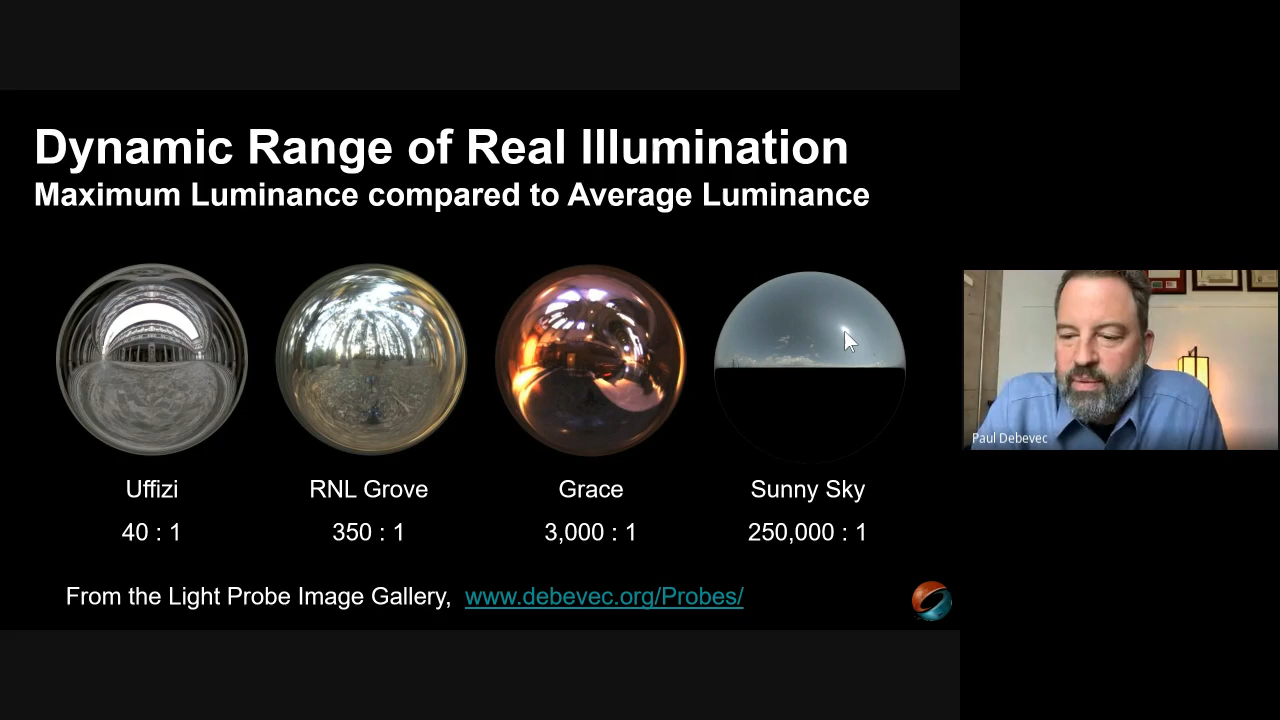 Dynamic Range of Real Illumination
Maximum Luminance compared to Average Luminance
Uffizi
RNL Grove
Grace
Sunny Sky
40 : 1
350 : 1
3,000 : 1
250,000 : 1
From the Light Probe Image Gallery, www.debevec.org/Probes/
Paul Debevec